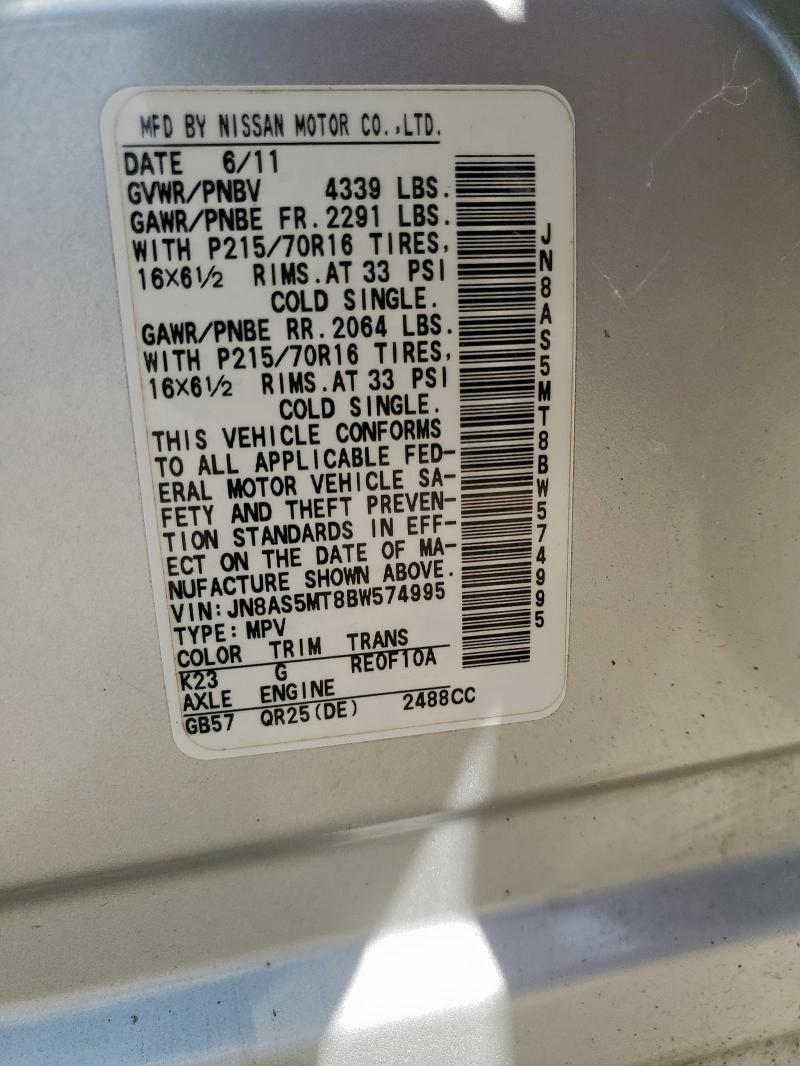 MFD BY NISSAN MOTOR CO.,LTD.
DATE 6/11
GVWR/PNBV 4339 LBS.
GAWR/PNBE FR.2291 LBS.
WITH P215/70R16 TIRES,
16X6½ RIMS.AT 33 PSI
COLD SINGLE.
GAWR/PNBE RR.2064 LBS.
WITH P215/70R16 TIRES,
16X6½ RIMS.AT 33 PSI
COLD SINGLE.
THIS VEHICLE CONFORMS
TO ALL APPLICABLE FED-
ERAL MOTOR VEHICLE SA-
FETY AND THEFT PREVEN-
TION STANDARDS IN EFF-
ECT ON THE DATE OF MA-
NUFACTURE SHOWN ABOVE.
VIN:JN8AS5MT8BW574995
TYPE:MPV
COLOR TRIM TRANS
K23 G RE0F10A
AXLE ENGINE
GB57 QR25(DE) 2488CC
JN8AS5MT8BW574995